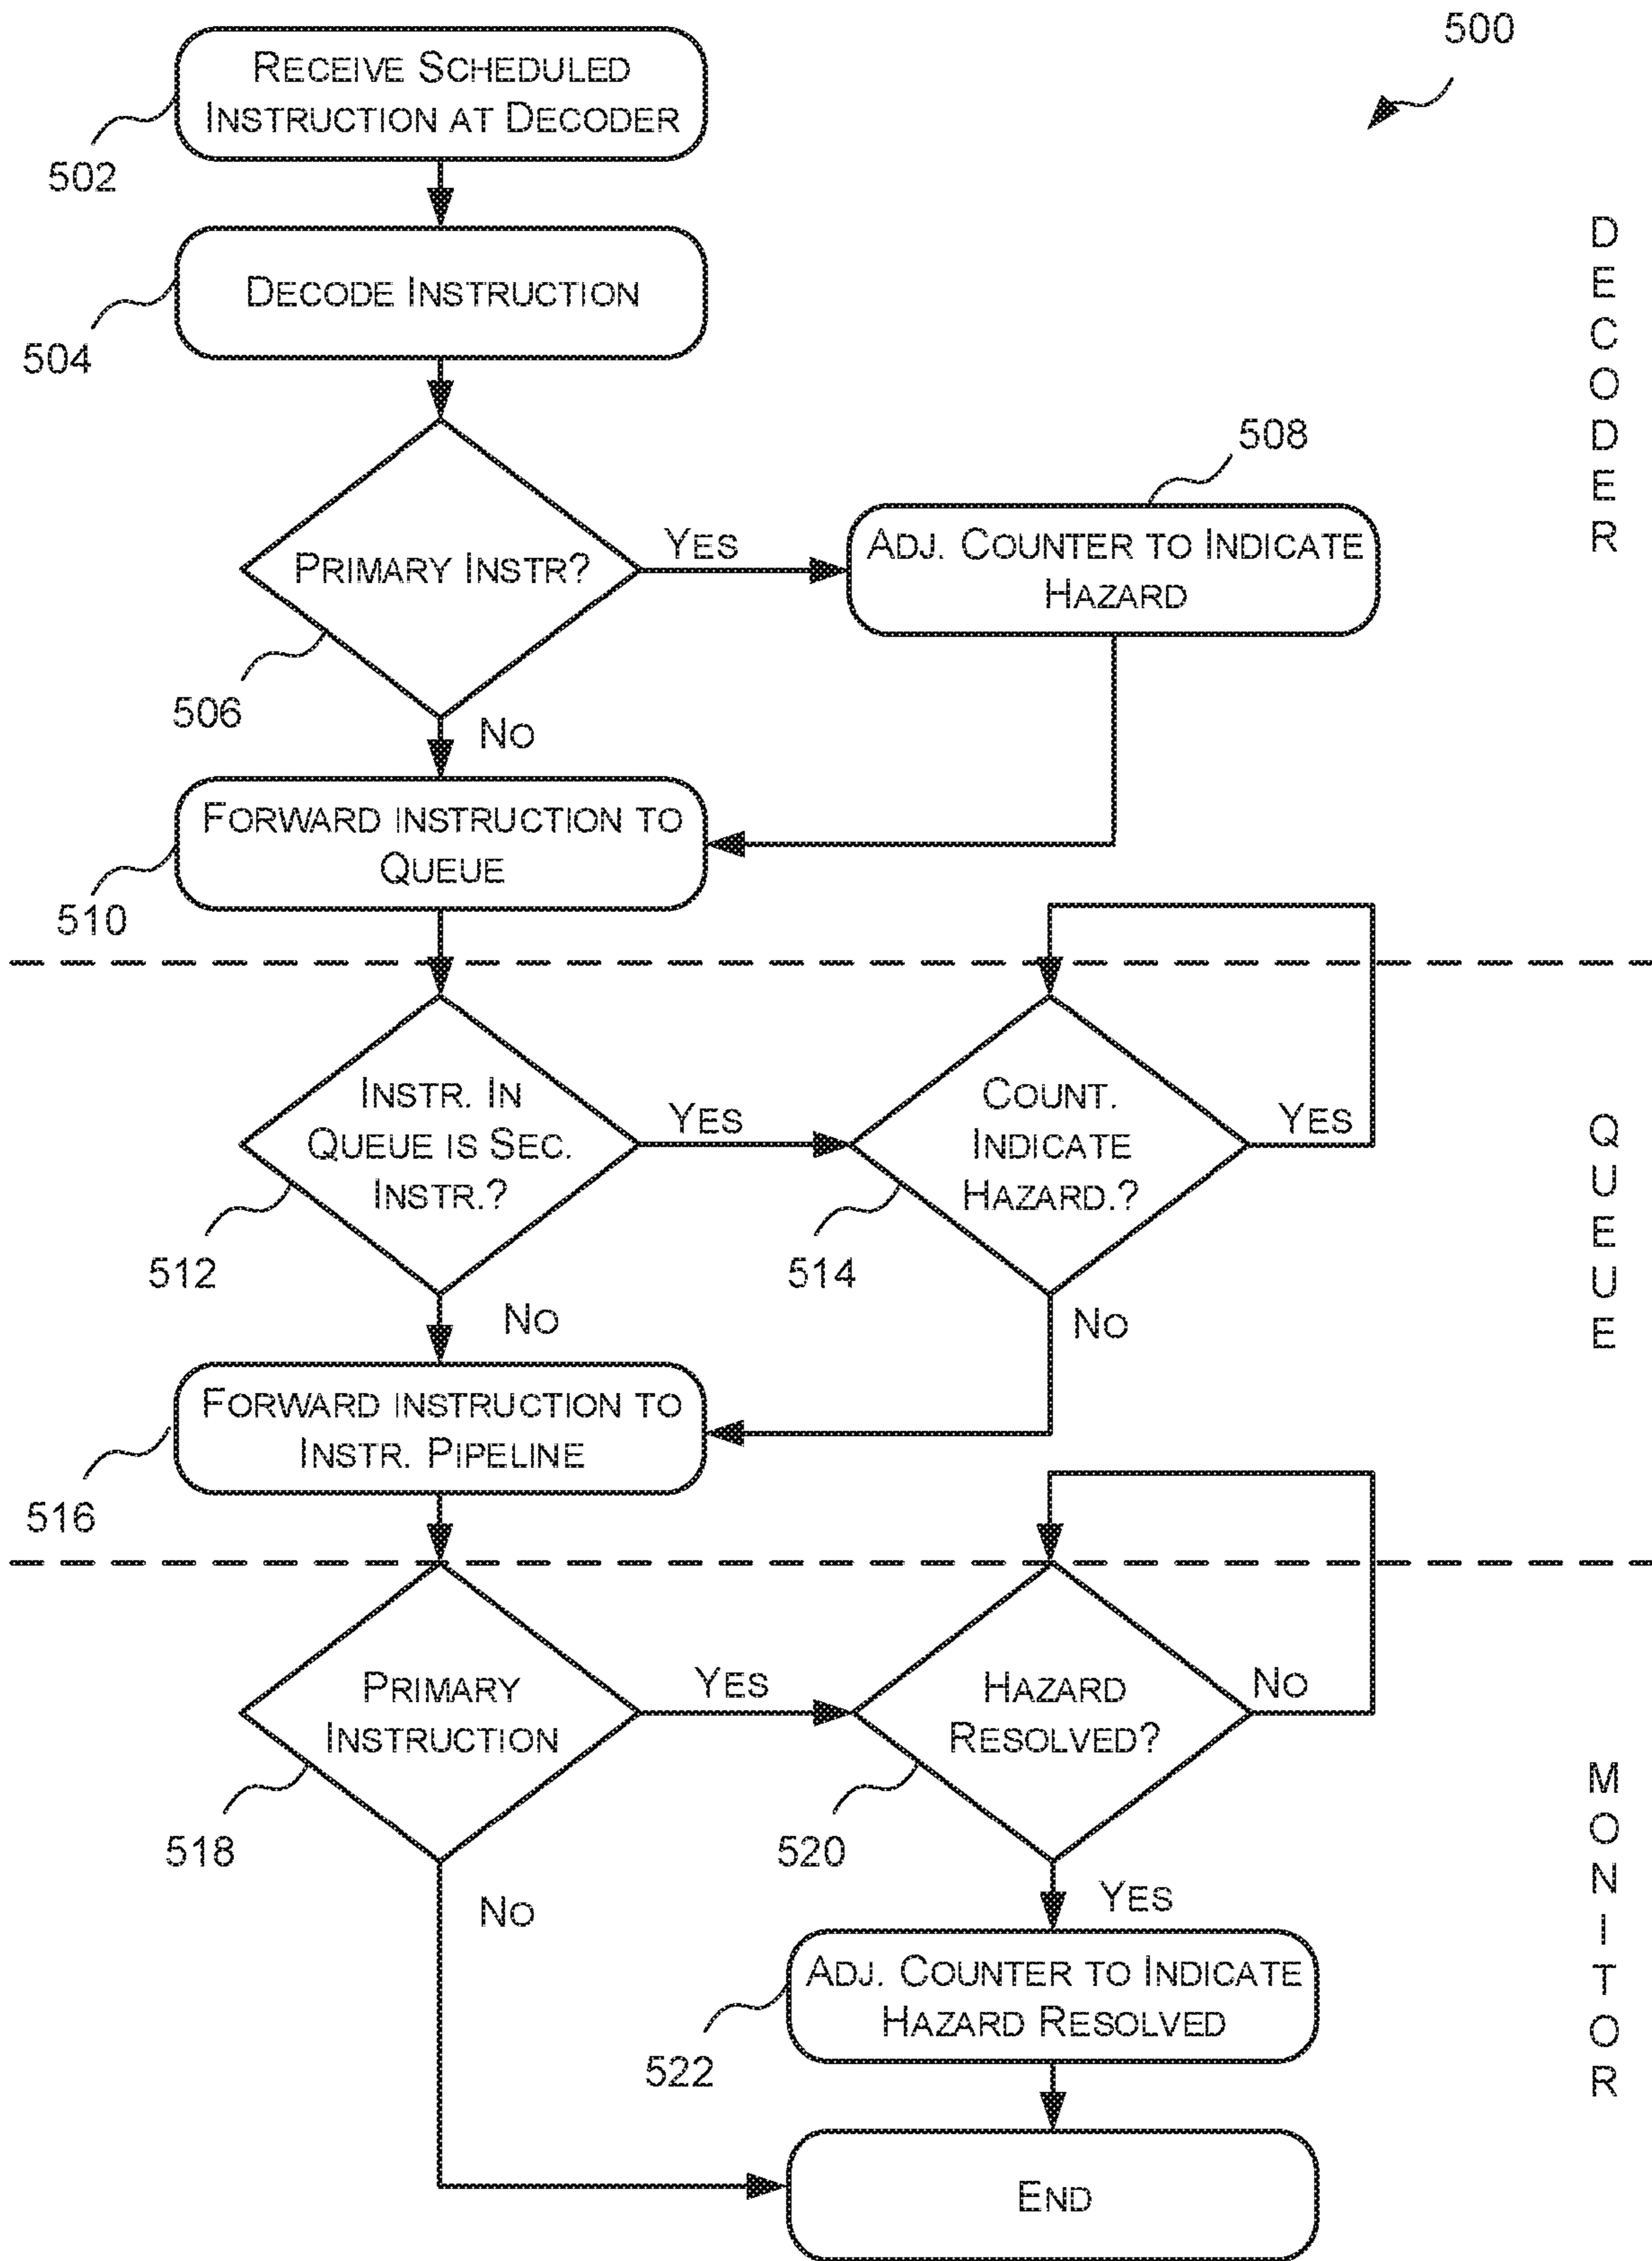 500
RECEIVE SCHEDULED
INSTRUCTION AT DECODER
502
DECODE INSTRUCTION
504
PRIMARY INSTR?
506
YES
NO
508
ADJ. COUNTER TO INDICATE
HAZARD
FORWARD INSTRUCTION TO
QUEUE
510
DECODER
INSTR. IN
QUEUE IS SEC.
INSTR.?
512
YES
NO
COUNT.
INDICATE
HAZARD.?
514
YES
NO
FORWARD INSTRUCTION TO
INSTR. PIPELINE
516
QUEUE
PRIMARY
INSTRUCTION
518
YES
NO
HAZARD
RESOLVED?
520
NO
YES
ADJ. COUNTER TO INDICATE
HAZARD RESOLVED
522
END
MONITOR